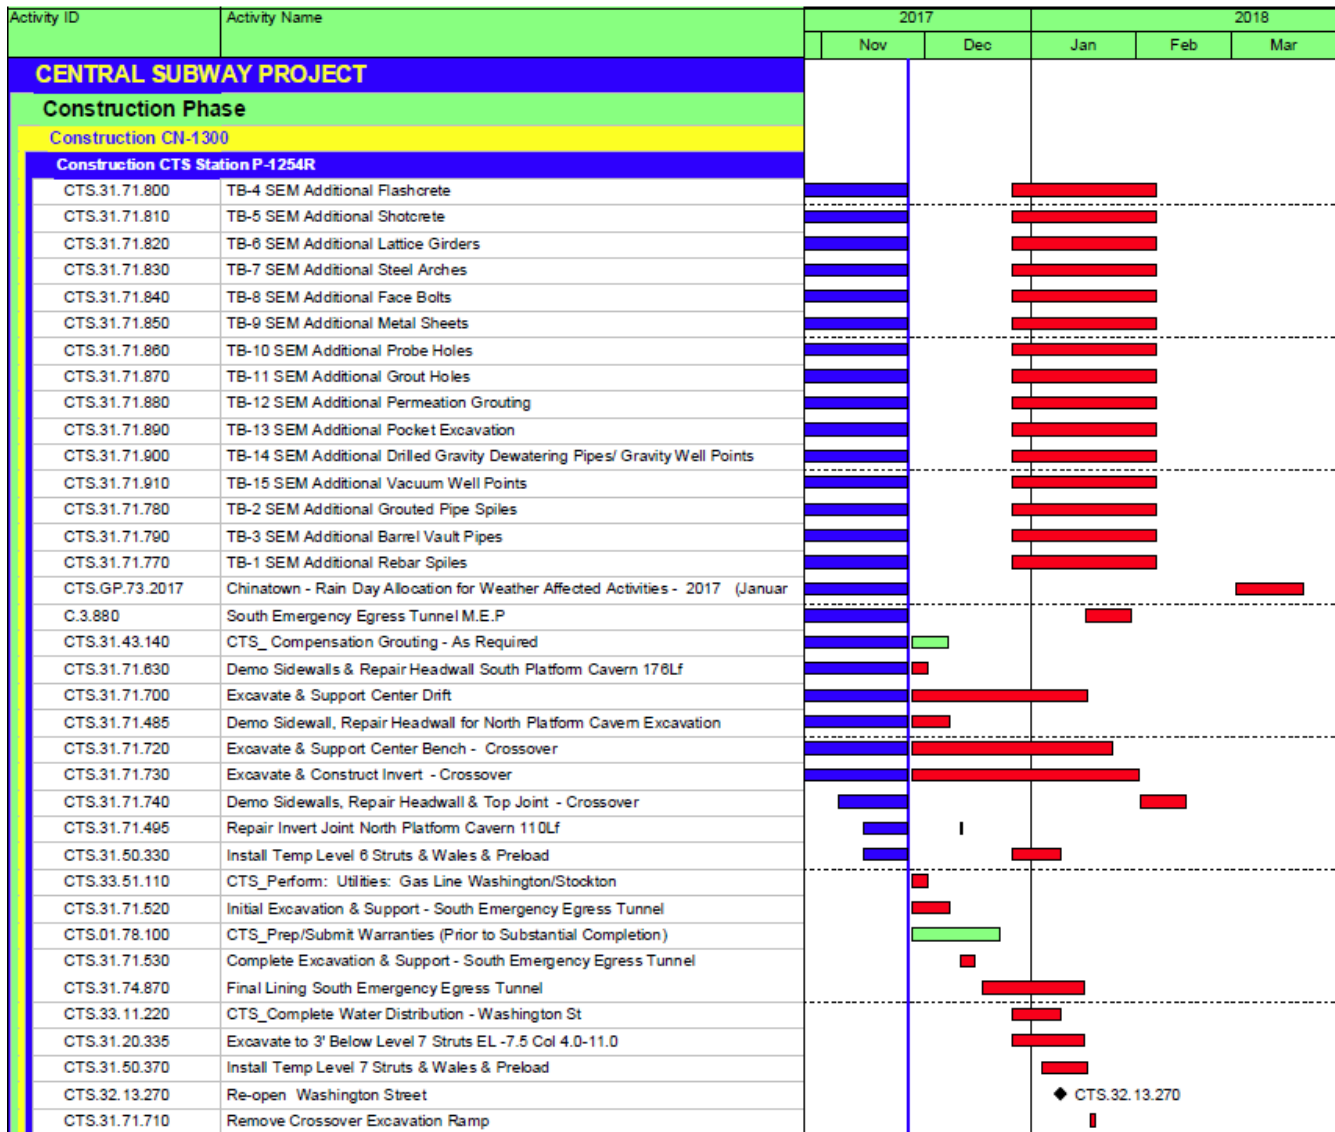 Activity ID Activity Name 2017 2018
Nov Dec Jan Feb Mar
CENTRAL SUBWAY PROJECT
Construction Phase
Construction CN-1300
Construction CTS Station P-1254R
CTS.31.71.800 TB-4 SEM Additional Flashcrete
CTS.31.71.810 TB-5 SEM Additional Shotcrete
CTS.31.71.820 TB-6 SEM Additional Lattice Girders
CTS.31.71.830 TB-7 SEM Additional Steel Arches
CTS.31.71.840 TB-8 SEM Additional Face Bolts
CTS.31.71.850 TB-9 SEM Additional Metal Sheets
CTS.31.71.860 TB-10 SEM Additional Probe Holes
CTS.31.71.870 TB-11 SEM Additional Grout Holes
CTS.31.71.880 TB-12 SEM Additional Permeation Grouting
CTS.31.71.890 TB-13 SEM Additional Pocket Excavation
CTS.31.71.900 TB-14 SEM Additional Drilled Gravity Dewatering Pipes/ Gravity Well Points
CTS.31.71.910 TB-15 SEM Additional Vacuum Well Points
CTS.31.71.780 TB-2 SEM Additional Grouted Pipe Spiles
CTS.31.71.790 TB-3 SEM Additional Barrel Vault Pipes
CTS.31.71.770 TB-1 SEM Additional Rebar Spiles
CTS.GP.73.2017 Chinatown - Rain Day Allocation for Weather Affected Activities - 2017 (Januar
C.3.880 South Emergency Egress Tunnel M.E.P
CTS.31.43.140 CTS_ Compensation Grouting - As Required
CTS.31.71.630 Demo Sidewalls & Repair Headwall South Platform Cavern 176Lf
CTS.31.71.700 Excavate & Support Center Drift
CTS.31.71.485 Demo Sidewall, Repair Headwall for North Platform Cavern Excavation
CTS.31.71.720 Excavate & Support Center Bench - Crossover
CTS.31.71.730 Excavate & Construct Invert - Crossover
CTS.31.71.740 Demo Sidewalls, Repair Headwall & Top Joint - Crossover
CTS.31.71.495 Repair Invert Joint North Platform Cavern 110Lf
CTS.31.50.330 Install Temp Level 6 Struts & Wales & Preload
CTS.33.51.110 CTS_Perform: Utilities: Gas Line Washington/Stockton
CTS.31.71.520 Initial Excavation & Support - South Emergency Egress Tunnel
CTS.01.78.100 CTS_Prep/Submit Warranties (Prior to Substantial Completion)
CTS.31.71.530 Complete Excavation & Support - South Emergency Egress Tunnel
CTS.31.74.870 Final Lining South Emergency Egress Tunnel
CTS.33.11.220 CTS_Complete Water Distribution - Washington St
CTS.31.20.335 Excavate to 3' Below Level 7 Struts EL -7.5 Col 4.0-11.0
CTS.31.50.370 Install Temp Level 7 Struts & Wales & Preload
CTS.32.13.270 Re-open Washington Street CTS.32.13.270
CTS.31.71.710 Remove Crossover Excavation Ramp